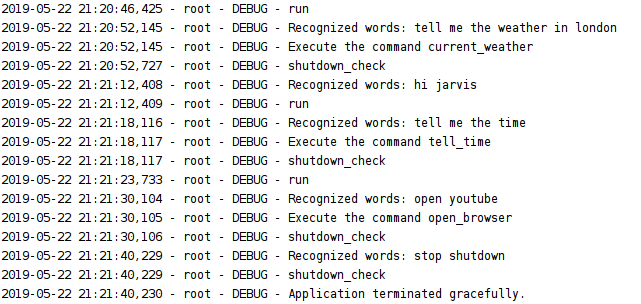 2019-05-22 21:20:46,425 - root - DEBUG - run
2019-05-22 21:20:52,145 - root - DEBUG - Recognized words: tell me the weather in london
2019-05-22 21:20:52,145 - root - DEBUG - Execute the command current_weather
2019-05-22 21:20:52,727 - root - DEBUG - shutdown_check
2019-05-22 21:21:12,408 - root - DEBUG - Recognized words: hi jarvis
2019-05-22 21:21:12,409 - root - DEBUG - run
2019-05-22 21:21:18,116 - root - DEBUG - Recognized words: tell me the time
2019-05-22 21:21:18,117 - root - DEBUG - Execute the command tell_time
2019-05-22 21:21:18,117 - root - DEBUG - shutdown_check
2019-05-22 21:21:23,733 - root - DEBUG - run
2019-05-22 21:21:30,104 - root - DEBUG - Recognized words: open youtube
2019-05-22 21:21:30,105 - root - DEBUG - Execute the command open_browser
2019-05-22 21:21:30,106 - root - DEBUG - shutdown_check
2019-05-22 21:21:40,229 - root - DEBUG - Recognized words: stop shutdown
2019-05-22 21:21:40,229 - root - DEBUG - shutdown_check
2019-05-22 21:21:40,230 - root - DEBUG - Application terminated gracefully.